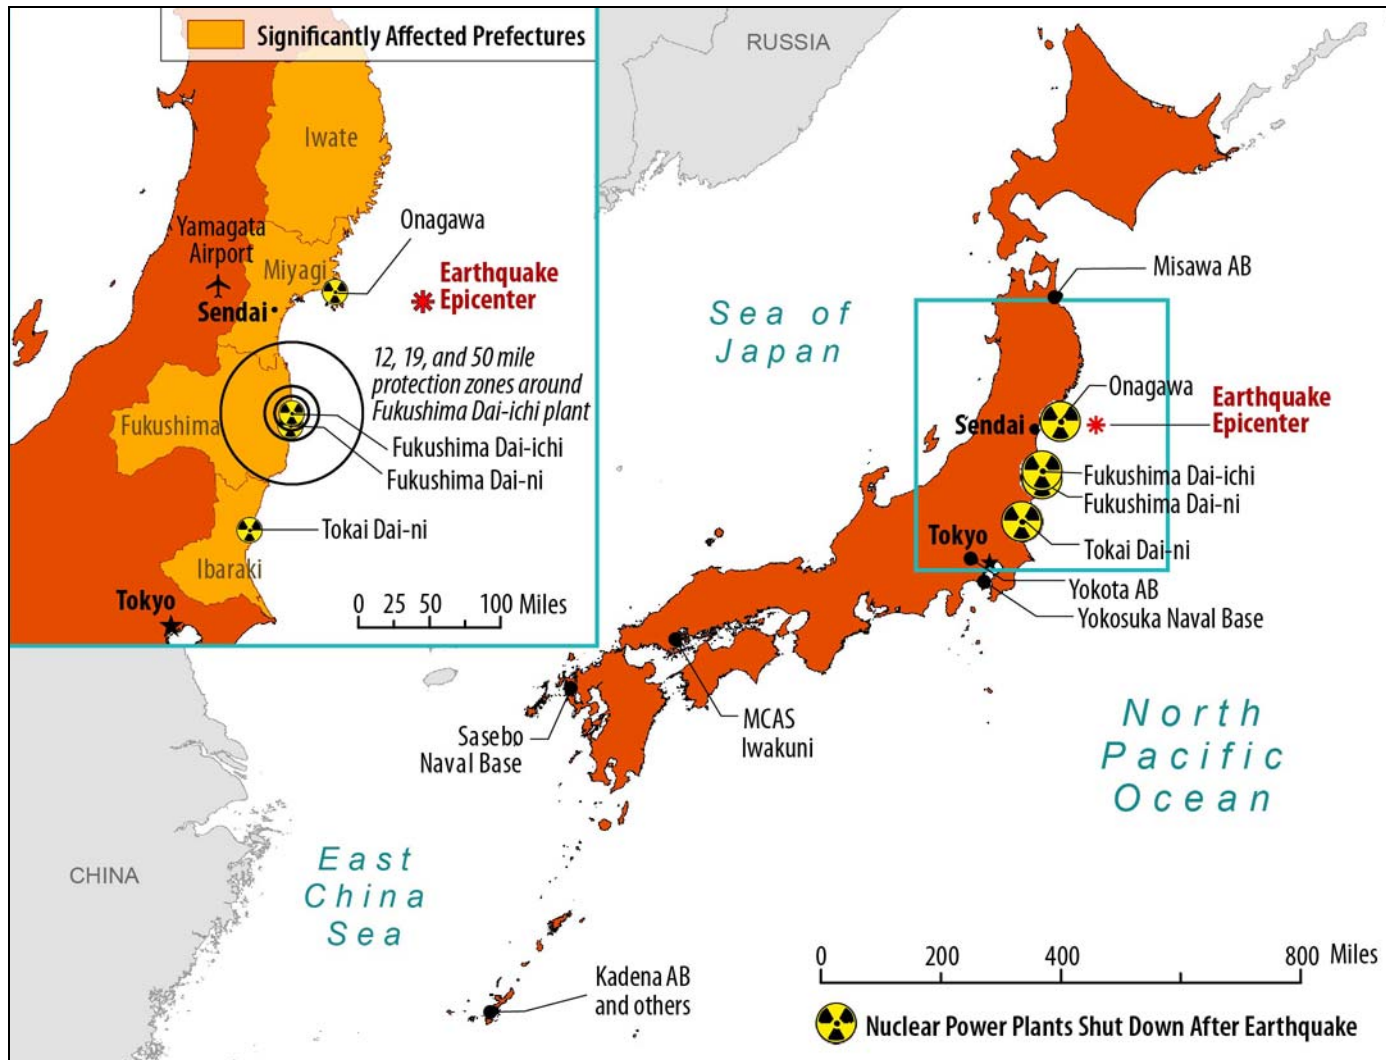 Significantly Affected Prefectures
Iwate
Yamagata
Airport
Onagawa
Miyagi
Earthquake
Epicenter
Sendai
12, 19, and 50 mile
protection zones around
Fukushima Dai-ichi plant
Fukushima
Fukushima Dai-ichi
Fukushima Dai-ni
Tokai Dai-ni
Ibaraki
Tokyo
0 25 50 100 Miles
RUSSIA
Misawa AB
Sea of
Japan
Onagawa
Earthquake
Epicenter
Sendai
Fukushima Dai-ichi
Fukushima Dai-ni
Tokyo
Tokai Dai-ni
Yokota AB
Yokosuka Naval Base
MCAS
Iwakuni
Sasebo
Naval Base
North
Pacific
Ocean
CHINA
East
China
Sea
Kadena AB
and others
0 200 400 800 Miles
Nuclear Power Plants Shut Down After Earthquake